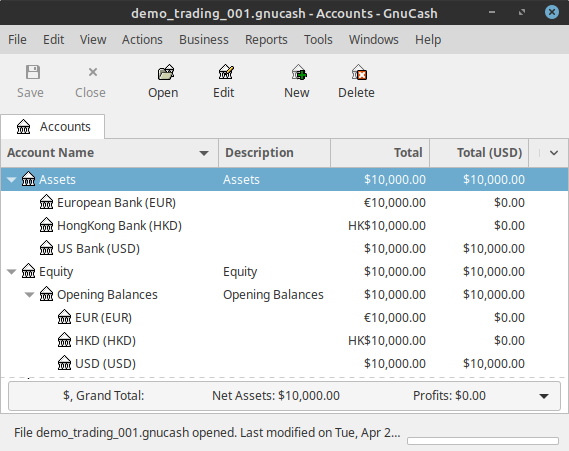 demo_trading_001.gnucash - Accounts - GnuCash
File Edit View Actions Business Reports Tools Windows Help
Save Close Open Edit New Delete
Accounts
Account Name Description Total Total (USD)
Assets Assets $10,000.00 $10,000.00
European Bank (EUR) €10,000.00 $0.00
HongKong Bank (HKD) HK$10,000.00 $0.00
US Bank (USD) $10,000.00 $10,000.00
Equity Equity $10,000.00 $10,000.00
Opening Balances Opening Balances $10,000.00 $10,000.00
EUR (EUR) €10,000.00 $0.00
HKD (HKD) HK$10,000.00 $0.00
USD (USD) $10,000.00 $10,000.00
$, Grand Total: Net Assets: $10,000.00 Profits: $0.00
File demo_trading_001.gnucash opened. Last modified on Tue, Apr 2...